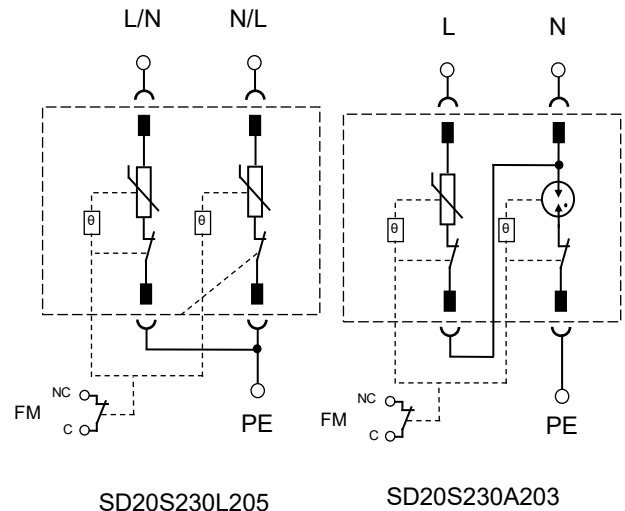 L/N N/L
θ θ
NC
FM
C
PE
SD20S230L205
L N
θ θ
NC
FM
C
PE
SD20S230A203